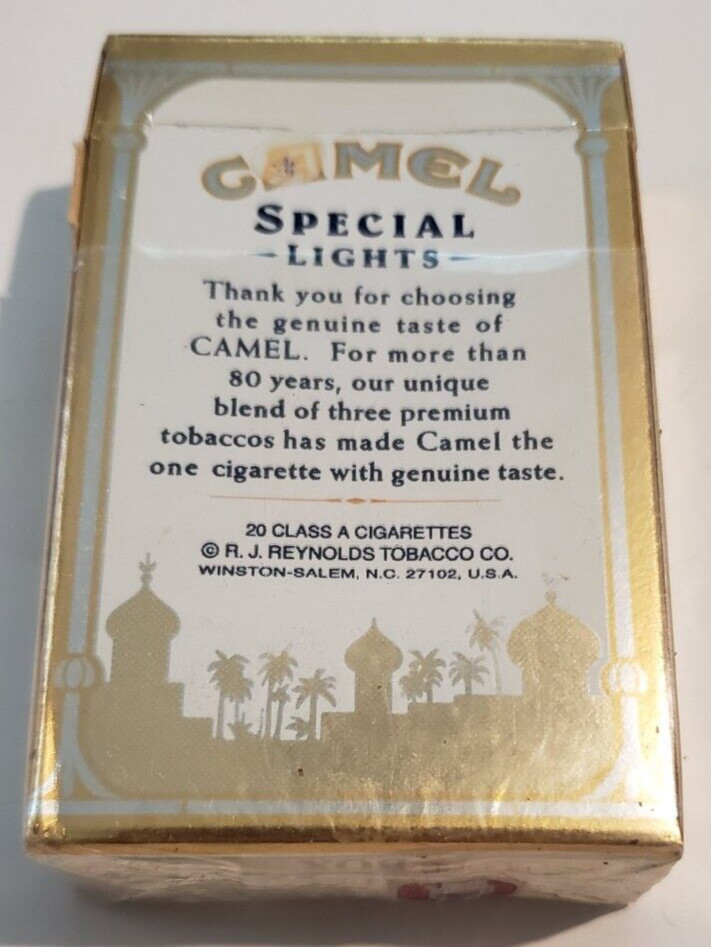 CAMEL
SPECIAL
-LIGHTS-
Thank you for choosing
the genuine taste of
CAMEL. For more than
80 years, our unique
blend of three premium
tobaccos has made Camel the
one cigarette with genuine taste.
20 CLASS A CIGARETTES
© R. J. REYNOLDS TOBACCO CO.
WINSTON-SALEM, N.C. 27102, U.S.A.